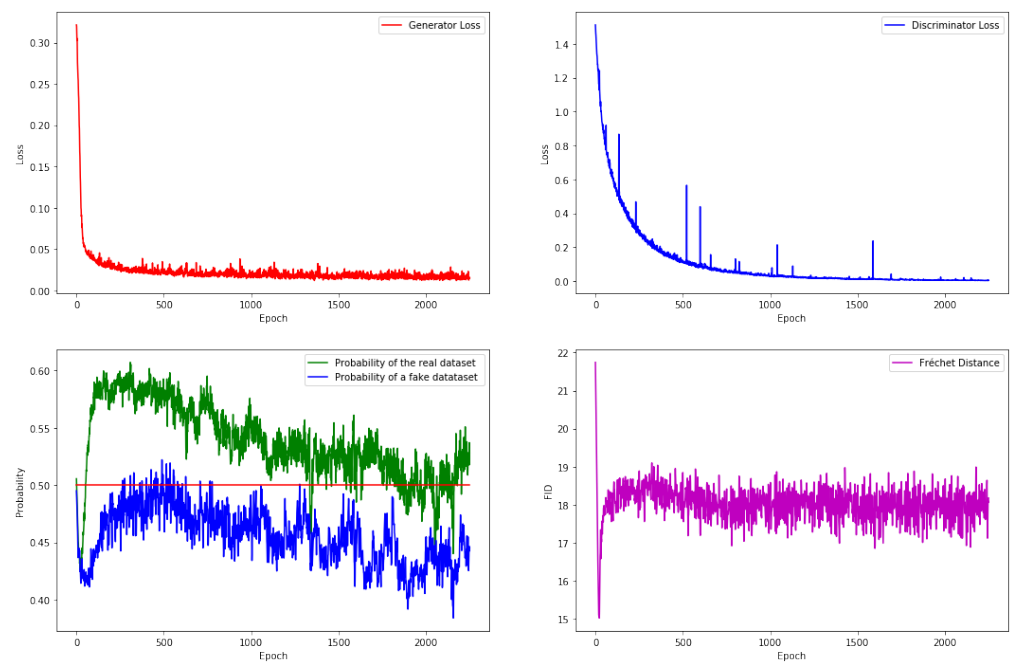 Generator Loss
Loss
0.30
0.25
0.20
0.15
0.10
0.05
0.00
0 500 1000 1500 2000
Epoch
Discriminator Loss
Loss
1.4
1.2
1.0
0.8
0.6
0.4
0.2
0.0
0 500 1000 1500 2000
Epoch
Probability of the real dataset
Probability of a fake datataset
Probability
0.60
0.55
0.50
0.45
0.40
0 500 1000 1500 2000
Epoch
Fréchet Distance
FID
22
21
20
19
18
17
16
15
0 500 1000 1500 2000
Epoch